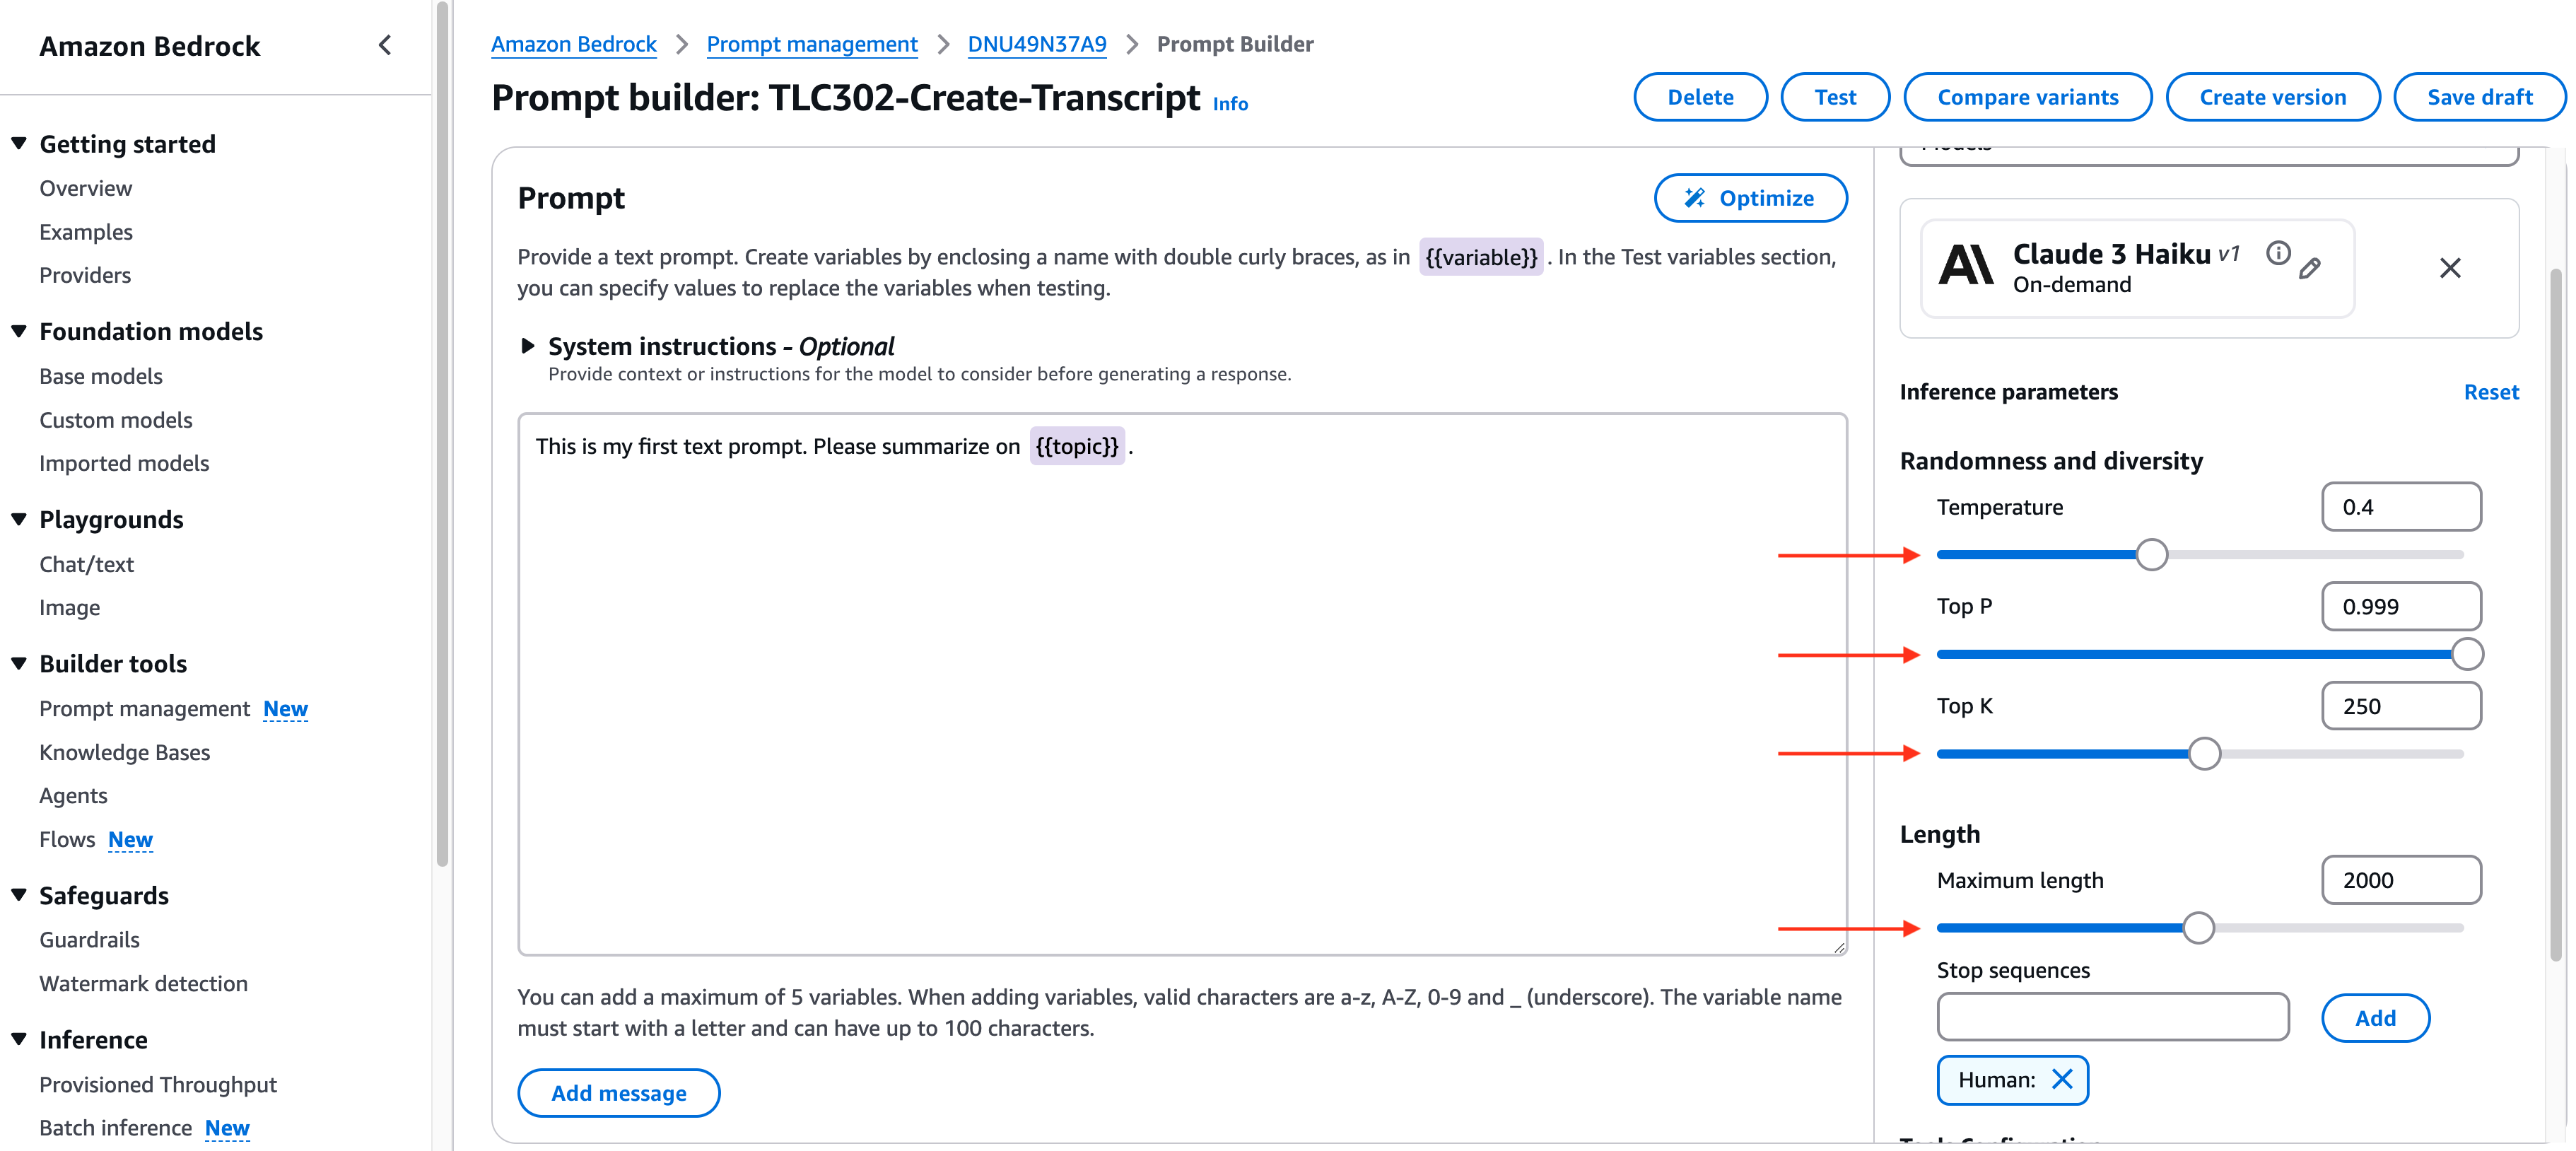 Amazon Bedrock
Getting started
Overview
Examples
Providers
Foundation models
Base models
Custom models
Imported models
Playgrounds
Chat/text
Image
Builder tools
Prompt management New
Knowledge Bases
Agents
Flows New
Safeguards
Guardrails
Watermark detection
Inference
Provisioned Throughput
Batch inference New
Amazon Bedrock > Prompt management > DNU49N37A9 > Prompt Builder
Prompt builder: TLC302-Create-Transcript Info
Delete
Test
Compare variants
Create version
Save draft
Prompt
Optimize
Provide a text prompt. Create variables by enclosing a name with double curly braces, as in {{variable}} . In the Test variables section,
you can specify values to replace the variables when testing.
System instructions - Optional
Provide context or instructions for the model to consider before generating a response.
This is my first text prompt. Please summarize on {{topic}} .
You can add a maximum of 5 variables. When adding variables, valid characters are a-z, A-Z, 0-9 and _ (underscore). The variable name
must start with a letter and can have up to 100 characters.
Add message
Models
Claude 3 Haiku v1
On-demand
Inference parameters Reset
Randomness and diversity
Temperature 0.4
Top P 0.999
Top K 250
Length
Maximum length 2000
Stop sequences
Add
Human: